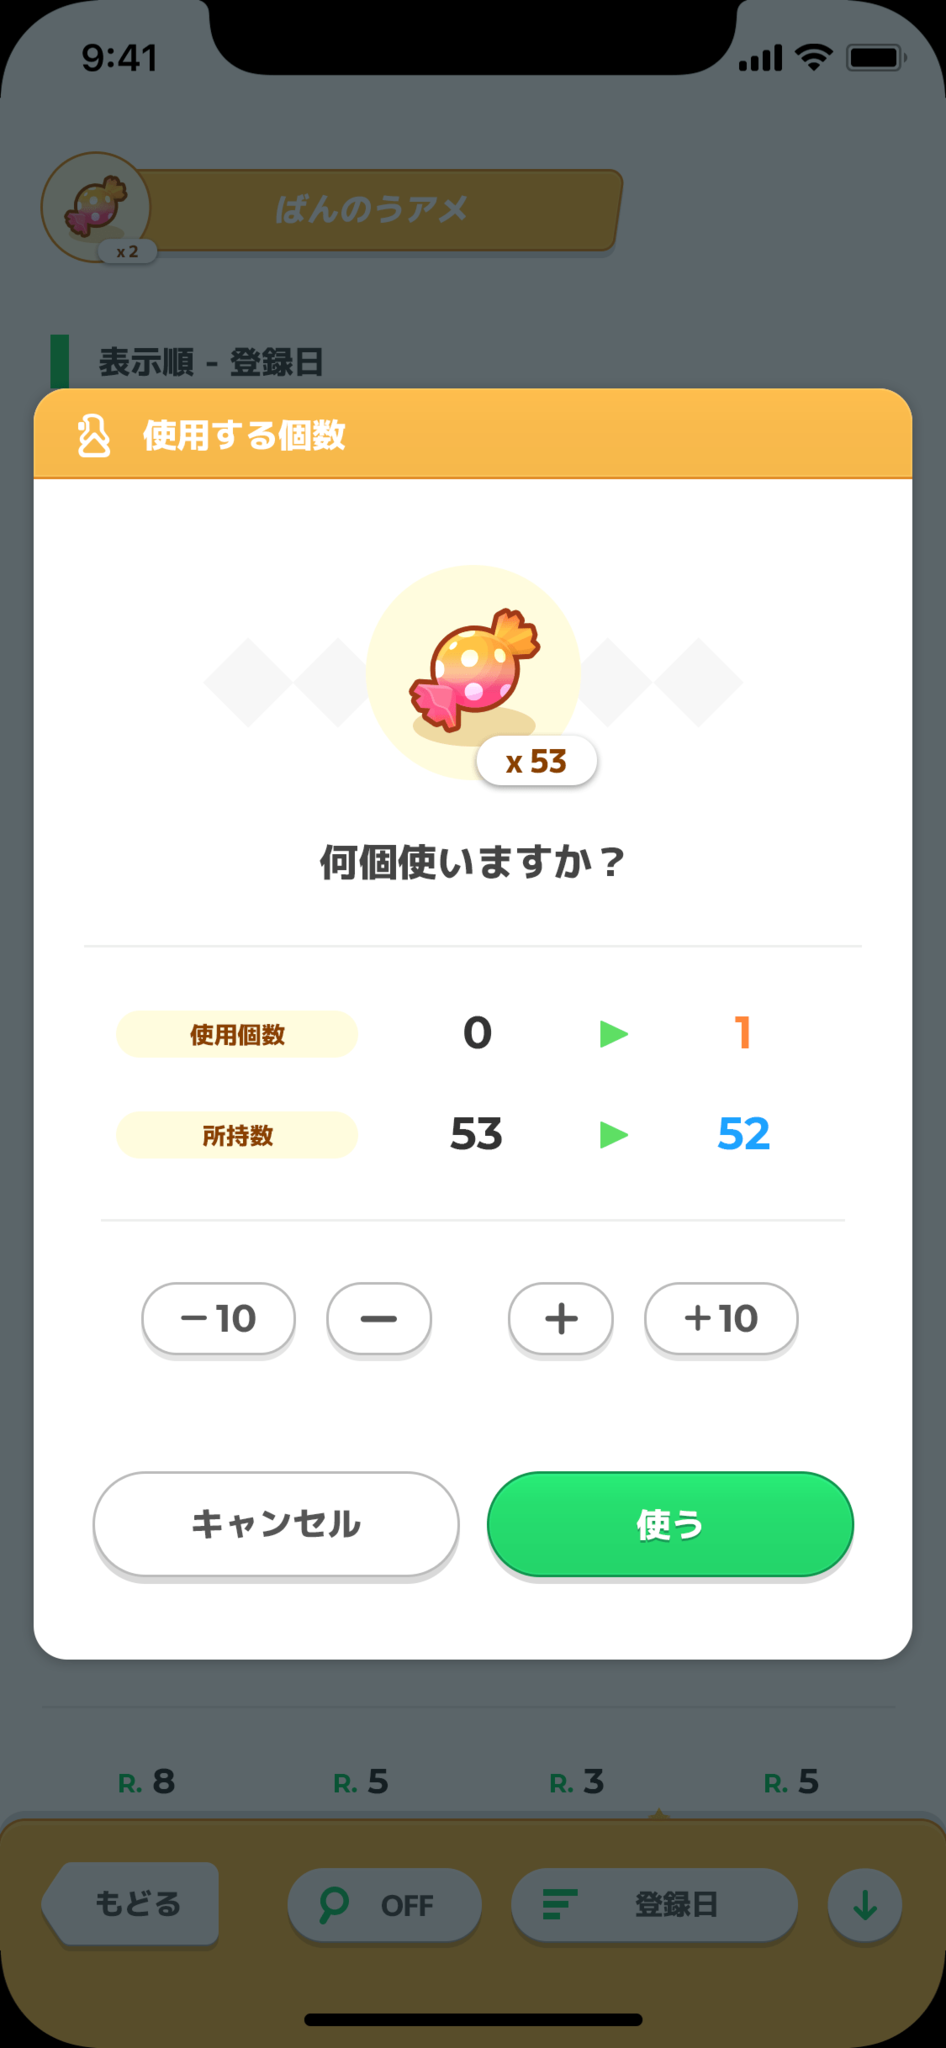 9:41
ばんのうアメ
x 2
表示順 - 登録日
使用する個数
x 53
何個使いますか？
使用個数 0 ▶ 1
所持数 53 ▶ 52
－10 － ＋ ＋10
キャンセル 使う
R. 8 R. 5 R. 3 R. 5
もどる OFF 登録日 ↓